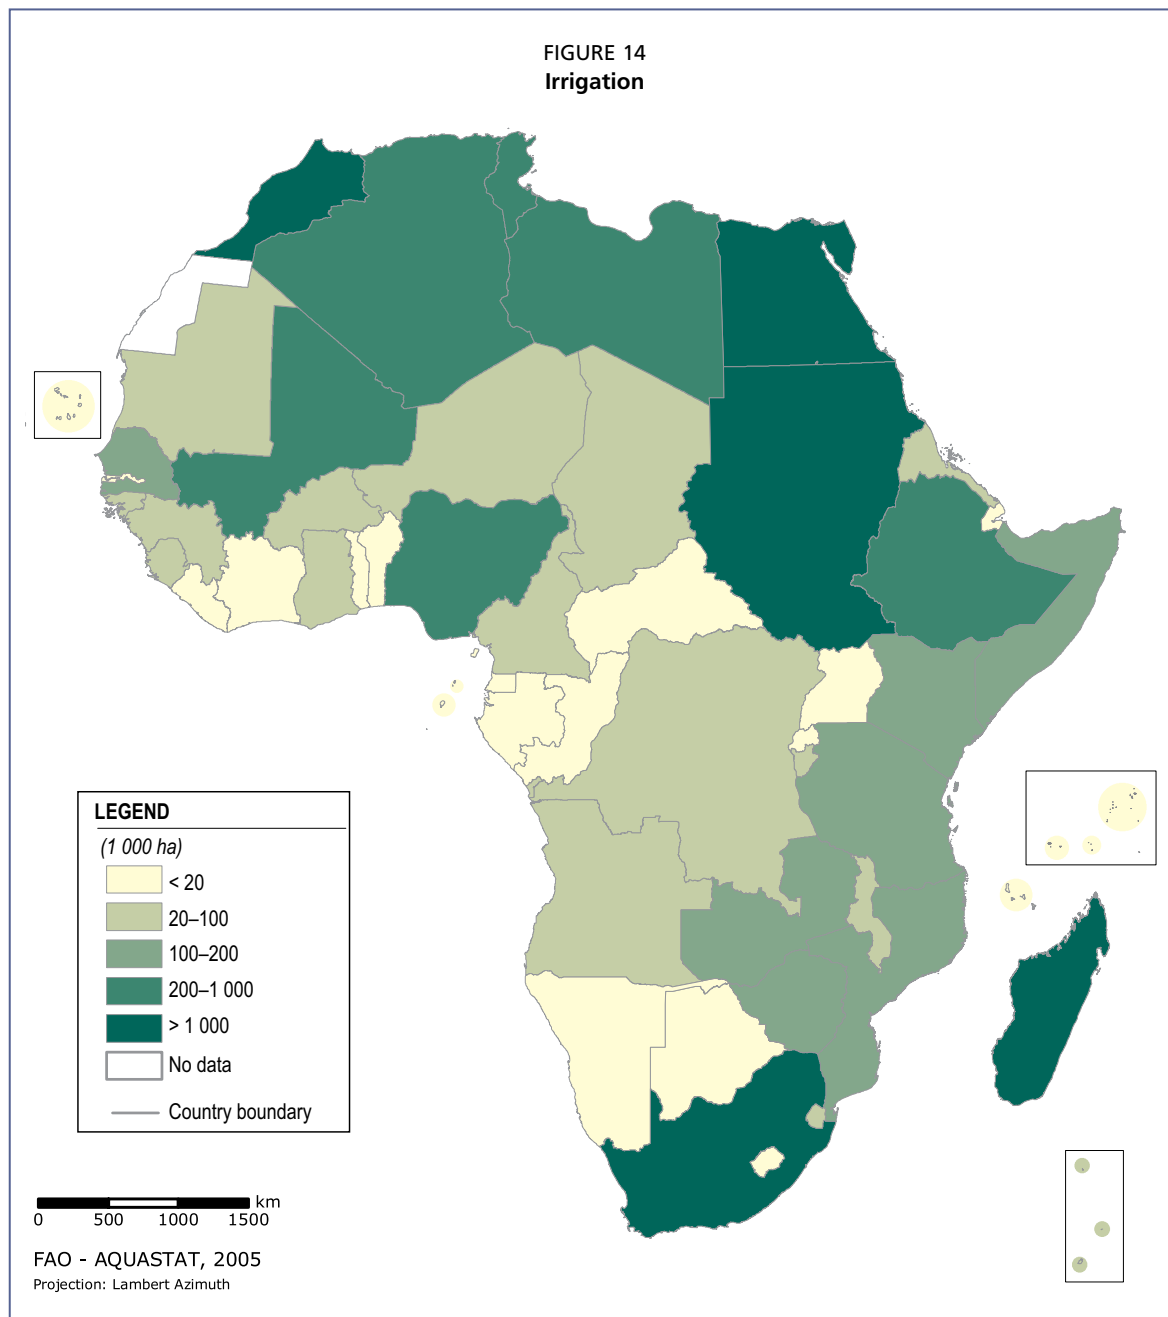 FIGURE 14
Irrigation
LEGEND
(1 000 ha)
< 20
20–100
100–200
200–1 000
> 1 000
No data
Country boundary
km
0 500 1000 1500
FAO - AQUASTAT, 2005
Projection: Lambert Azimuth